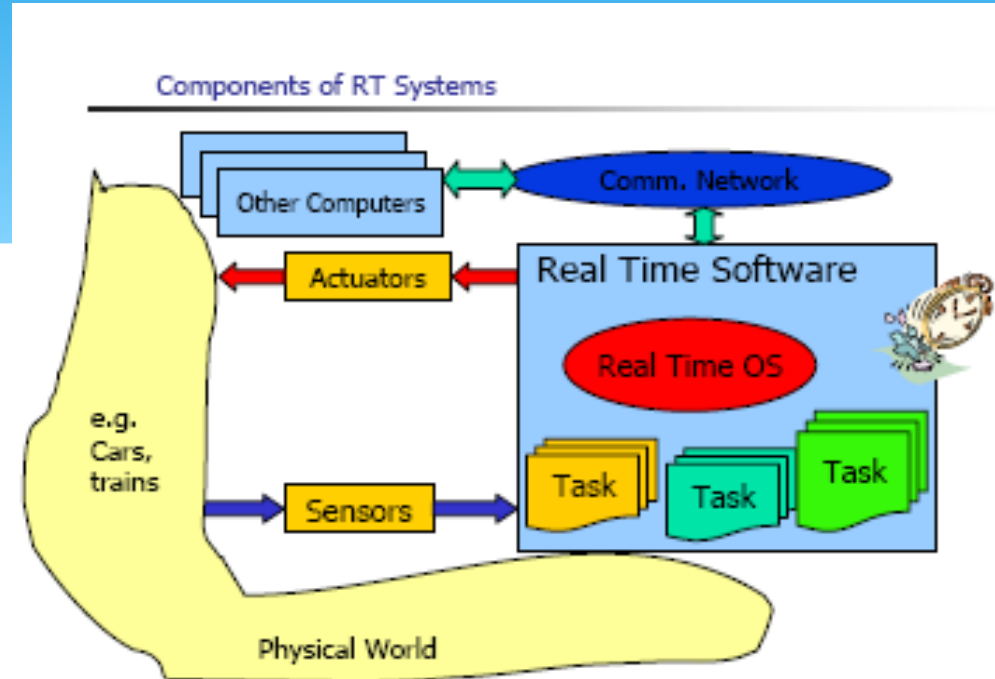 Components of RT Systems
Other Computers
Comm. Network
Actuators
Real Time Software
Real Time OS
e.g.
Cars,
trains
Sensors
Task
Task
Task
Physical World